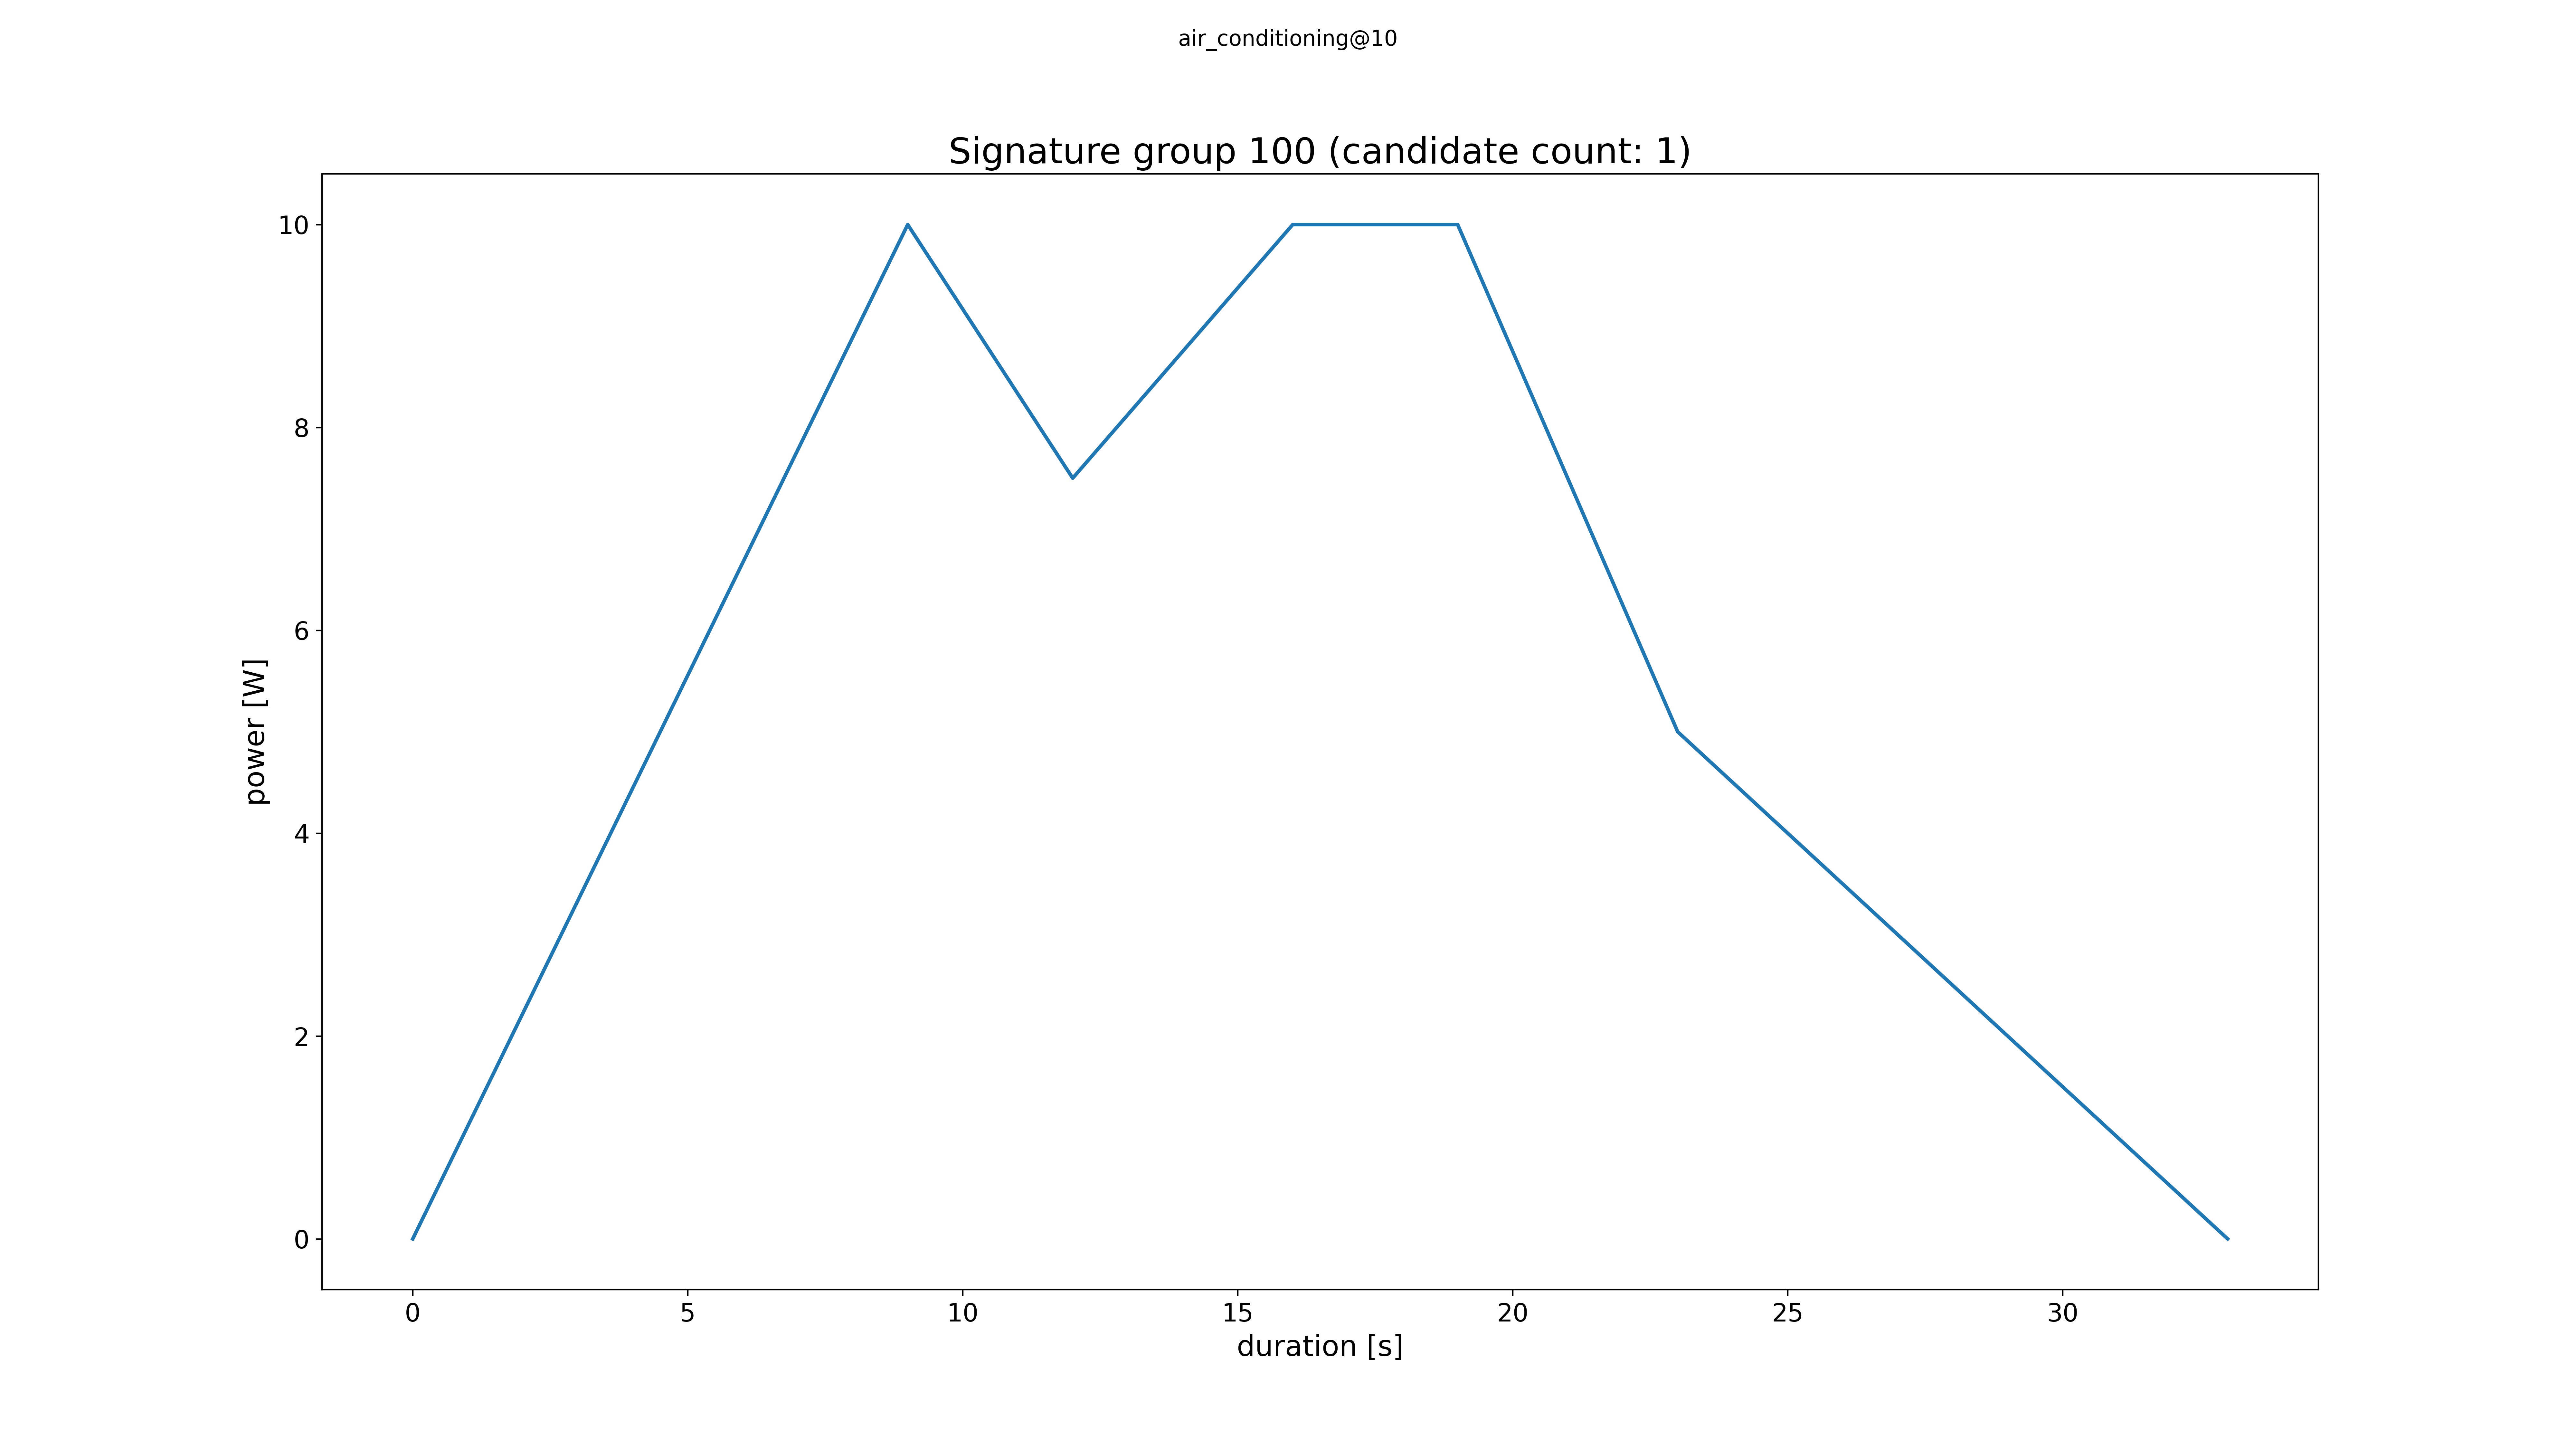 air_conditioning@10
Signature group 100 (candidate count: 1)
10
8
6
4
2
0
power [W]
0 5 10 15 20 25 30
duration [s]